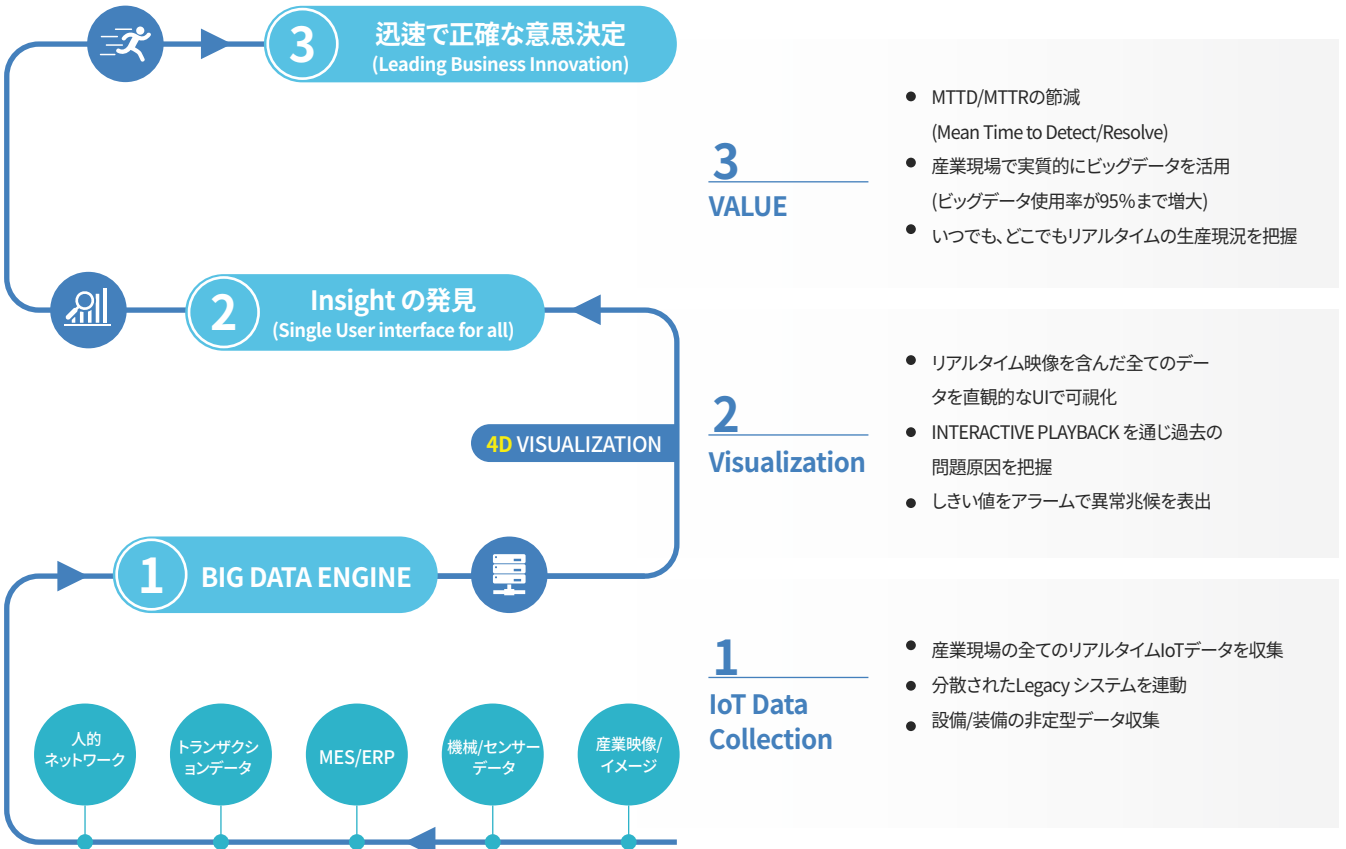 3
迅速で正確な意思決定
(Leading Business Innovation)
2
Insight の発見
(Single User interface for all)
4D VISUALIZATION
1
BIG DATA ENGINE
人的
ネットワーク
トランザクシ
ョンデータ
MES/ERP
機械/センサー
データ
産業映像/
イメージ
3
VALUE
● MTTD/MTTRの節減
(Mean Time to Detect/Resolve)
● 産業現場で実質的にビッグデータを活用
(ビッグデータ使用率が95%まで増大)
● いつでも、どこでもリアルタイムの生産現況を把握
2
Visualization
● リアルタイム映像を含んだ全てのデー
タを直観的なUIで可視化
● INTERACTIVE PLAYBACK を通じ過去の
問題原因を把握
● しきい値をアラームで異常兆候を表出
1
IoT Data
Collection
● 産業現場の全てのリアルタイムIoTデータを収集
● 分散されたLegacy システムを連動
● 設備/装備の非定型データ収集